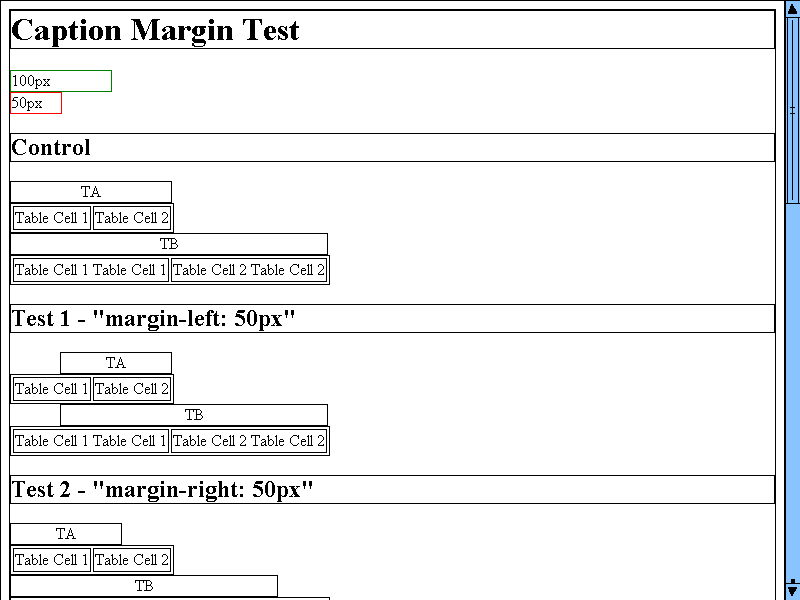 Caption Margin Test
100px
50px
Control
TA
Table Cell 1 Table Cell 2
TB
Table Cell 1 Table Cell 1 Table Cell 2 Table Cell 2
Test 1 - "margin-left: 50px"
TA
Table Cell 1 Table Cell 2
TB
Table Cell 1 Table Cell 1 Table Cell 2 Table Cell 2
Test 2 - "margin-right: 50px"
TA
Table Cell 1 Table Cell 2
TB